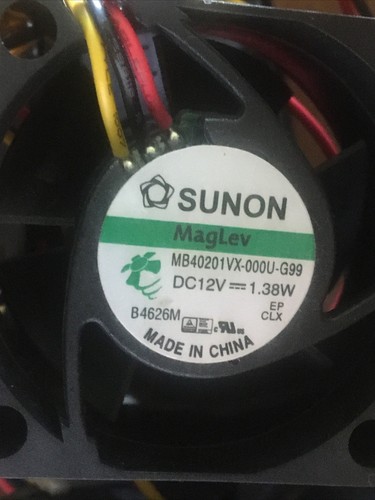 SUNON
MagLev
MB40201VX-000U-G99
DC12V ⎓ 1.38W
EP
B4626M
CLX
MADE IN CHINA